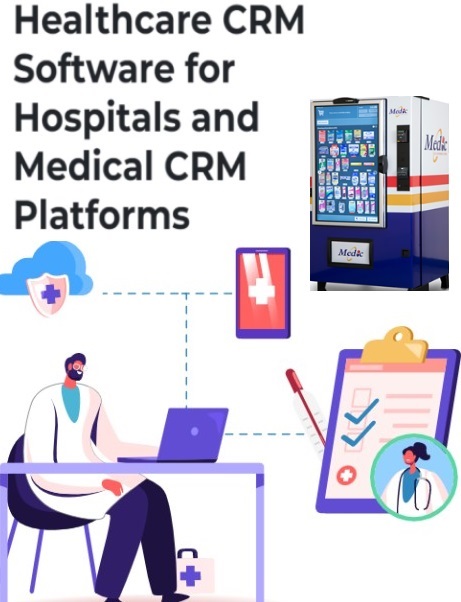 Healthcare CRM
Software for
Hospitals and
Medical CRM
Platforms
Medic
Medic
Medic